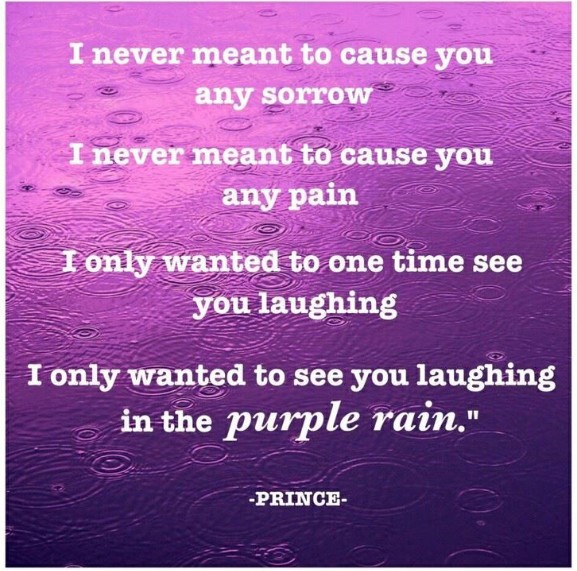 I never meant to cause you
any sorrow
I never meant to cause you
any pain
I only wanted to one time see
you laughing
I only wanted to see you laughing
in the purple rain."
-PRINCE-